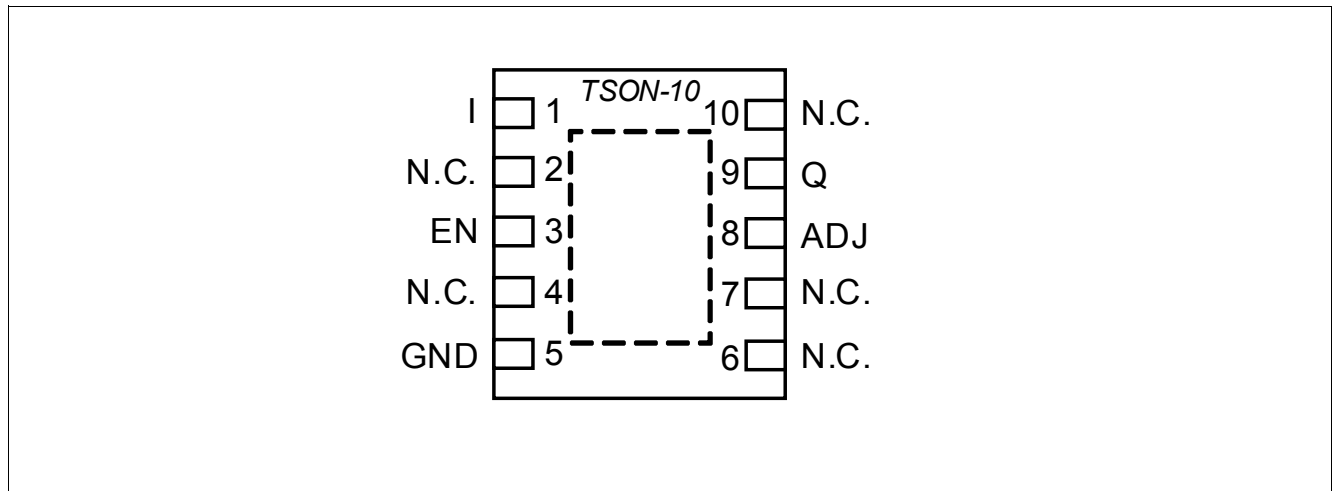 TSON-10
I 1 10 N.C.
N.C. 2 9 Q
EN 3 8 ADJ
N.C. 4 7 N.C.
GND 5 6 N.C.